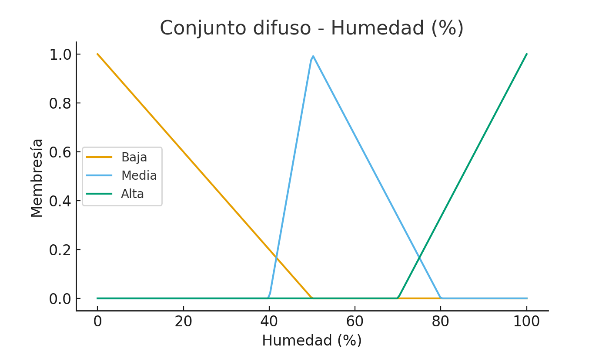 Conjunto difuso - Humedad (%)
1.0
0.8
0.6
0.4
0.2
0.0
Membresía
Baja
Media
Alta
0
20
40
60
80
100
Humedad (%)